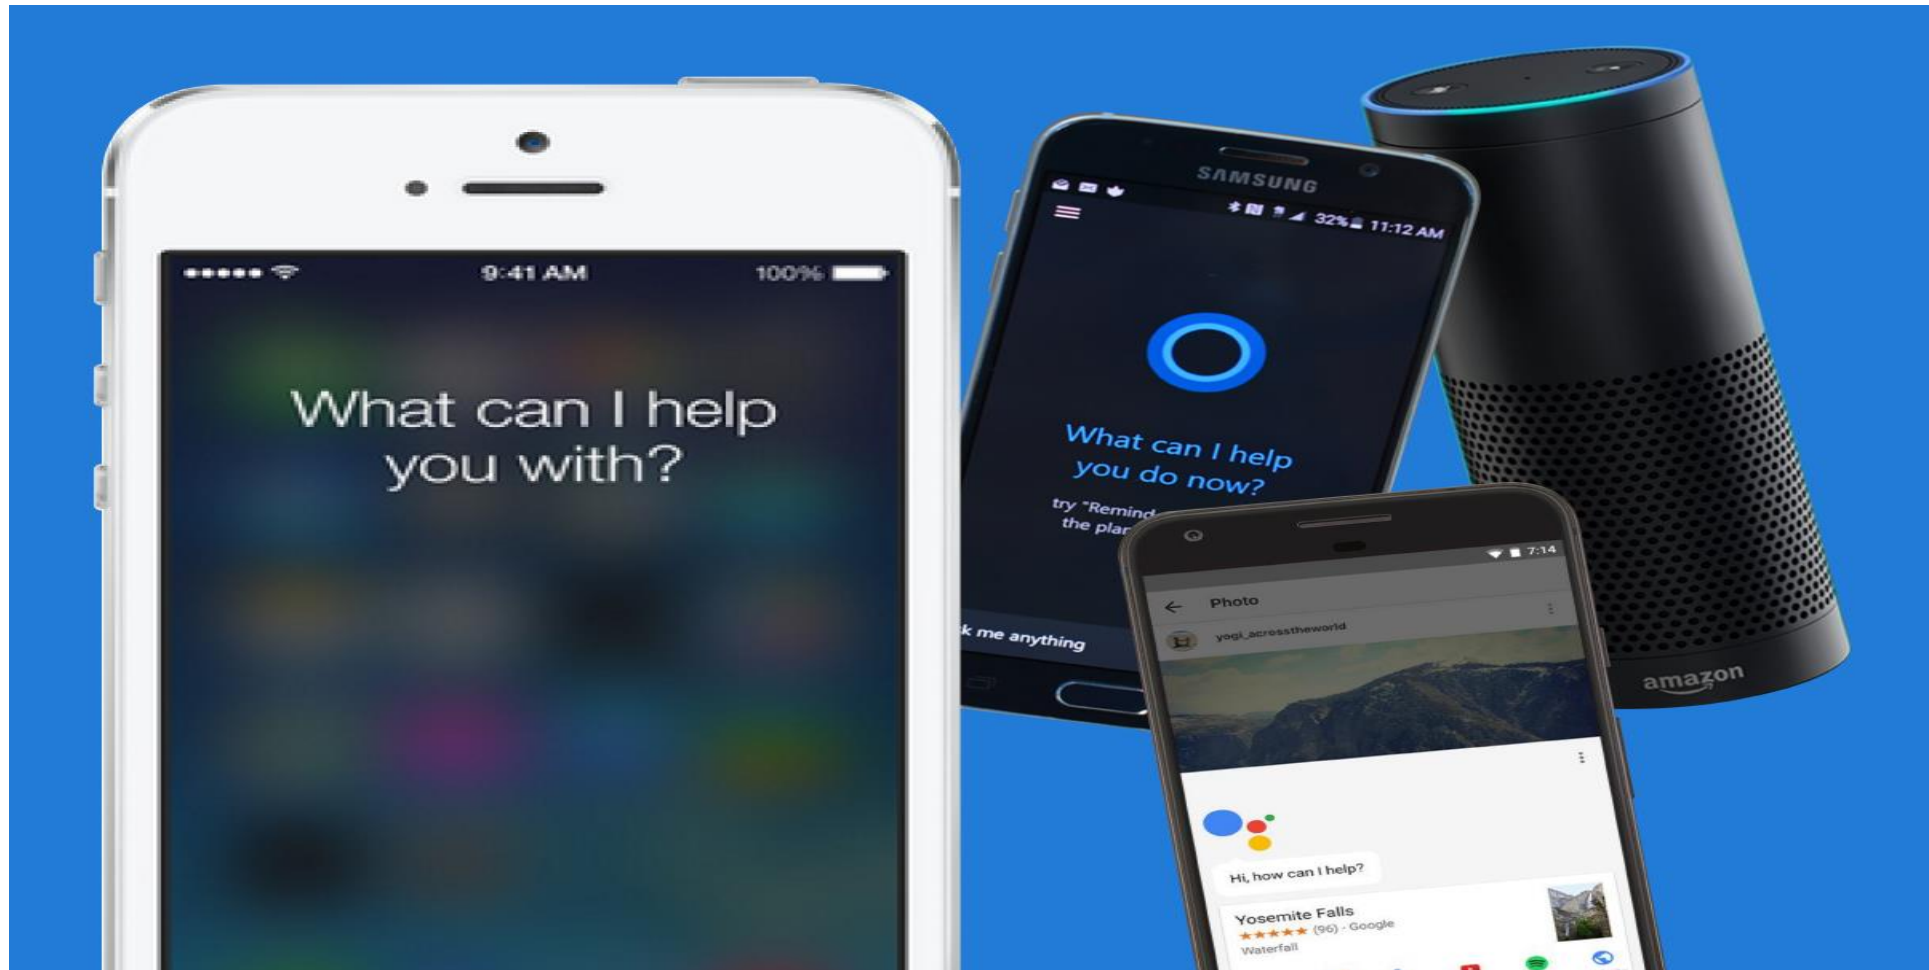 9:41 AM
100%
What can I help
you with?
SAMSUNG
32% 11:12 AM
What can I help
you do now?
try "Remind
the plan
k me anything
amazon
7:14
Photo
yogi_acrosstheworld
Hi, how can I help?
Yosemite Falls
(96) - Google
Waterfall